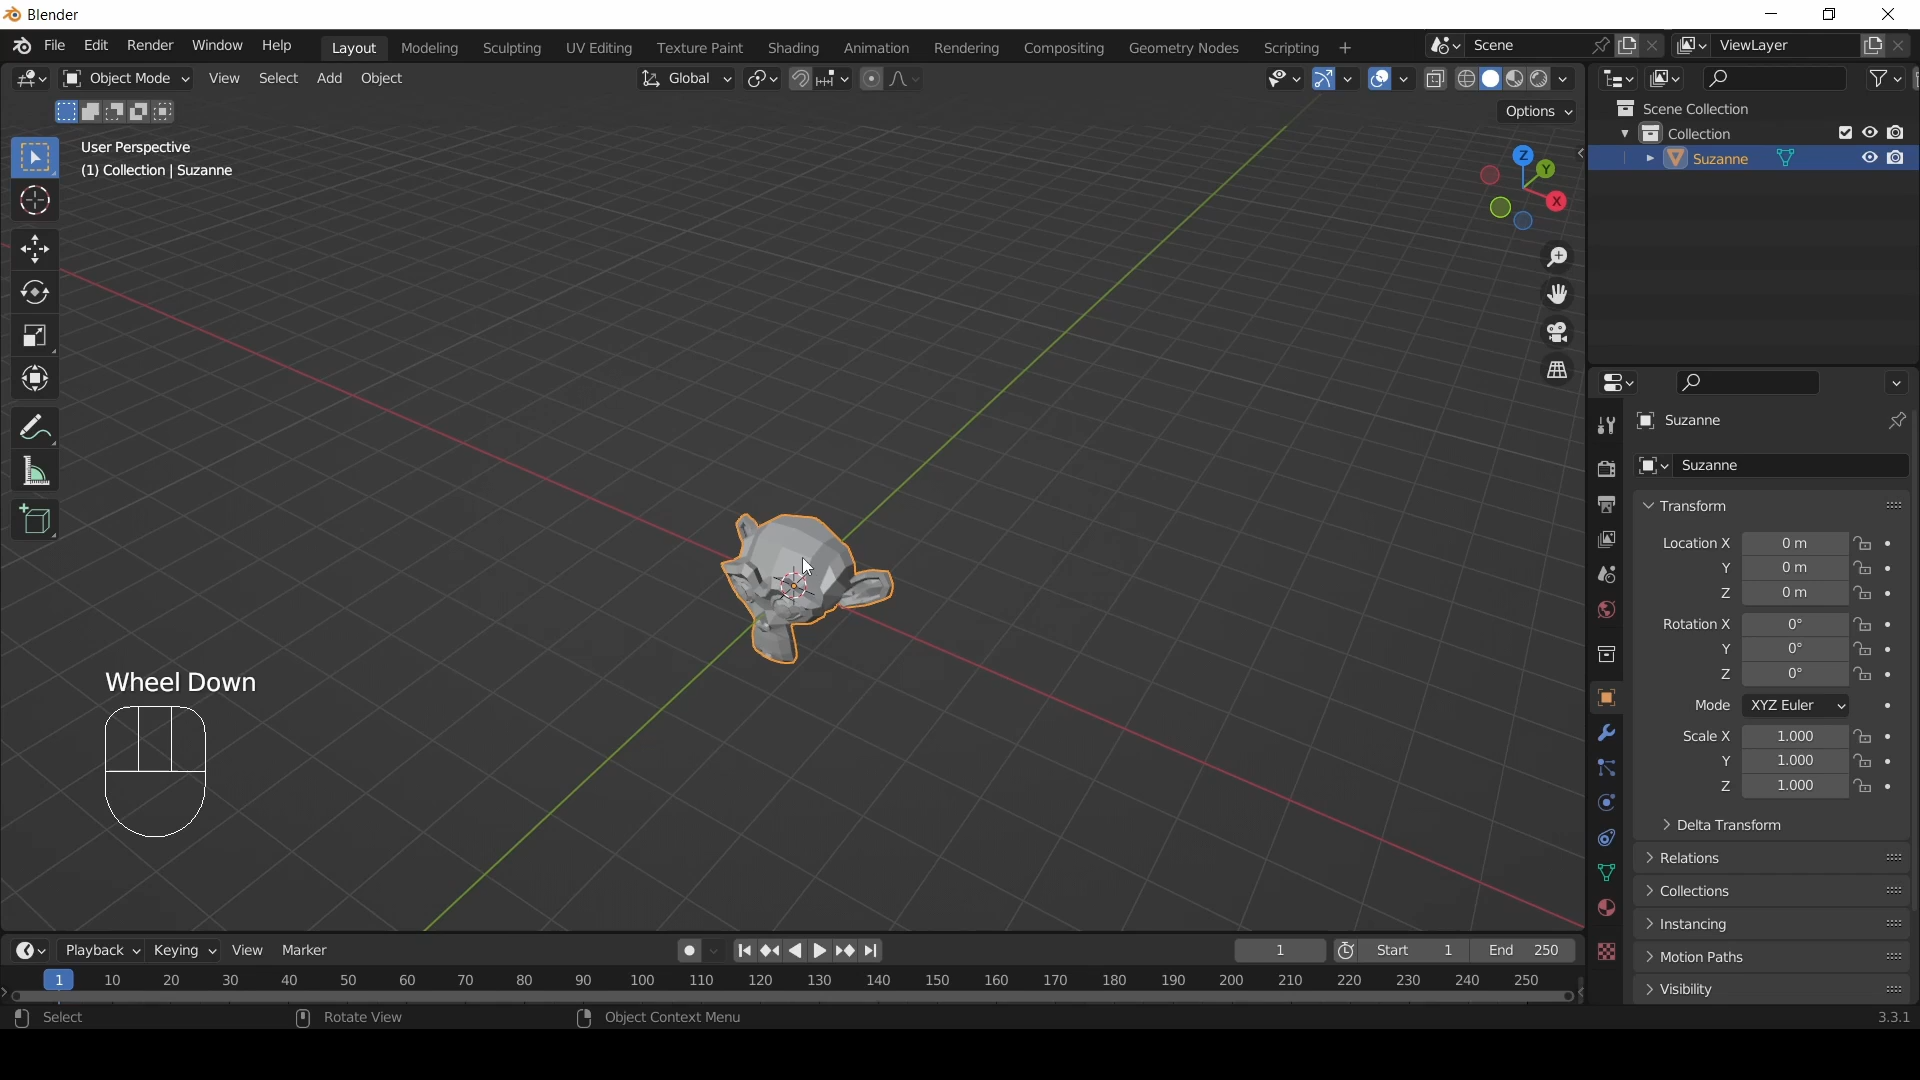 Blender
File Edit Render Window Help Layout Modeling Sculpting UV Editing Texture Paint Shading Animation Rendering Compositing Geometry Nodes Scripting + Scene ViewLayer
Object Mode View Select Add Object Global
Options
User Perspective
(1) Collection | Suzanne
Z
Y
X
Scene Collection
Collection
Suzanne
Suzanne
Suzanne
Transform
Location X 0 m
Y 0 m
Z 0 m
Rotation X 0°
Y 0°
Z 0°
Mode XYZ Euler
Scale X 1.000
Y 1.000
Z 1.000
Delta Transform
Relations
Collections
Instancing
Motion Paths
Visibility
Wheel Down
Playback Keying View Marker 1 Start 1 End 250
1 10 20 30 40 50 60 70 80 90 100 110 120 130 140 150 160 170 180 190 200 210 220 230 240 250
Select Rotate View Object Context Menu 3.3.1